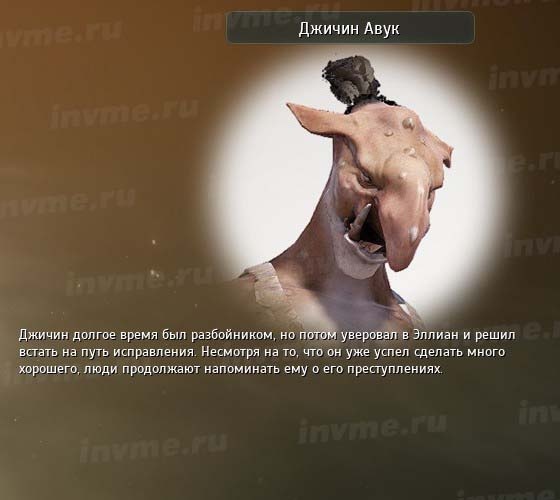 invme.ru
Джичин Авук
invme.ru
invme.ru
invme.ru
invme.ru
invme.ru
invme.ru
Джичин долгое время был разбойником, но потом уверовал в Эллиан и решил
встать на путь исправления. Несмотря на то, что он уже успел сделать много
хорошего, люди продолжают напоминать ему о его преступлениях.
invme.ru
invme.ru
invme.ru